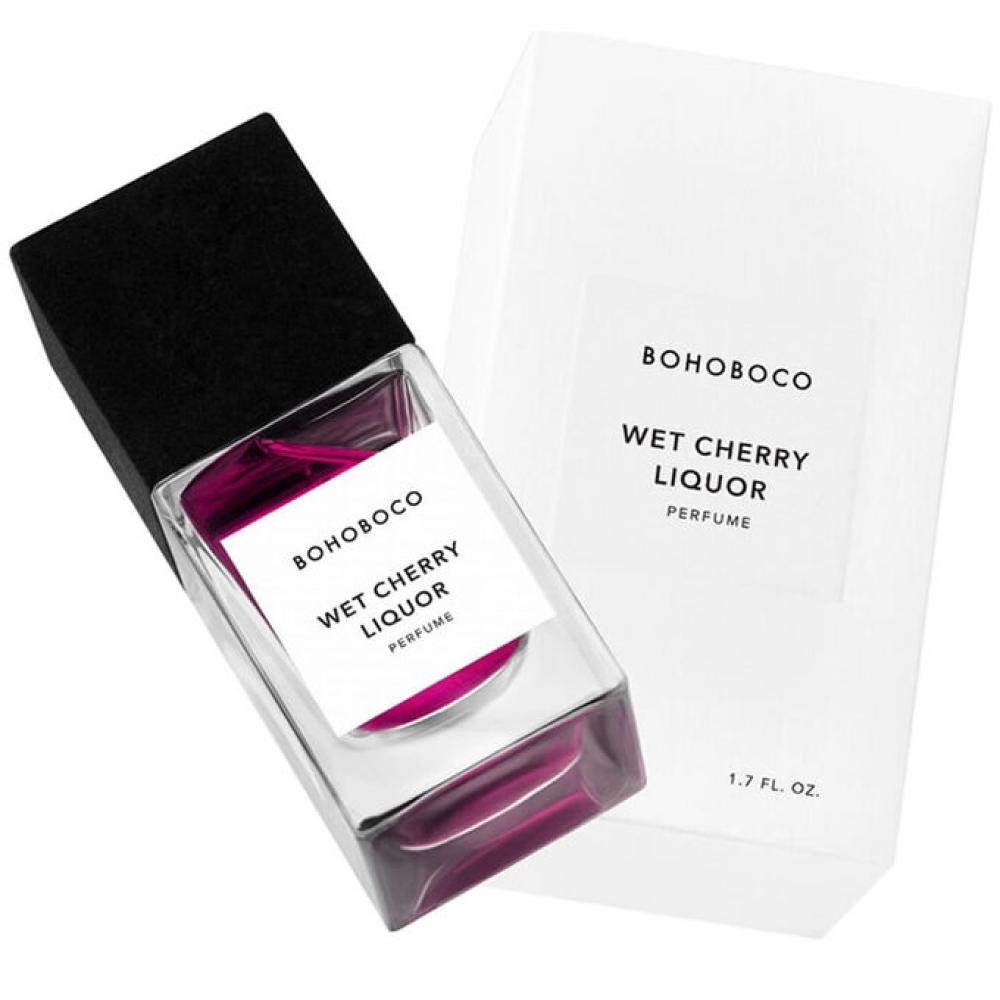 BOHOBOCO
WET CHERRY
LIQUOR
PERFUME
BOHOBOCO
WET CHERRY
LIQUOR
PERFUME
1.7 FL. OZ.